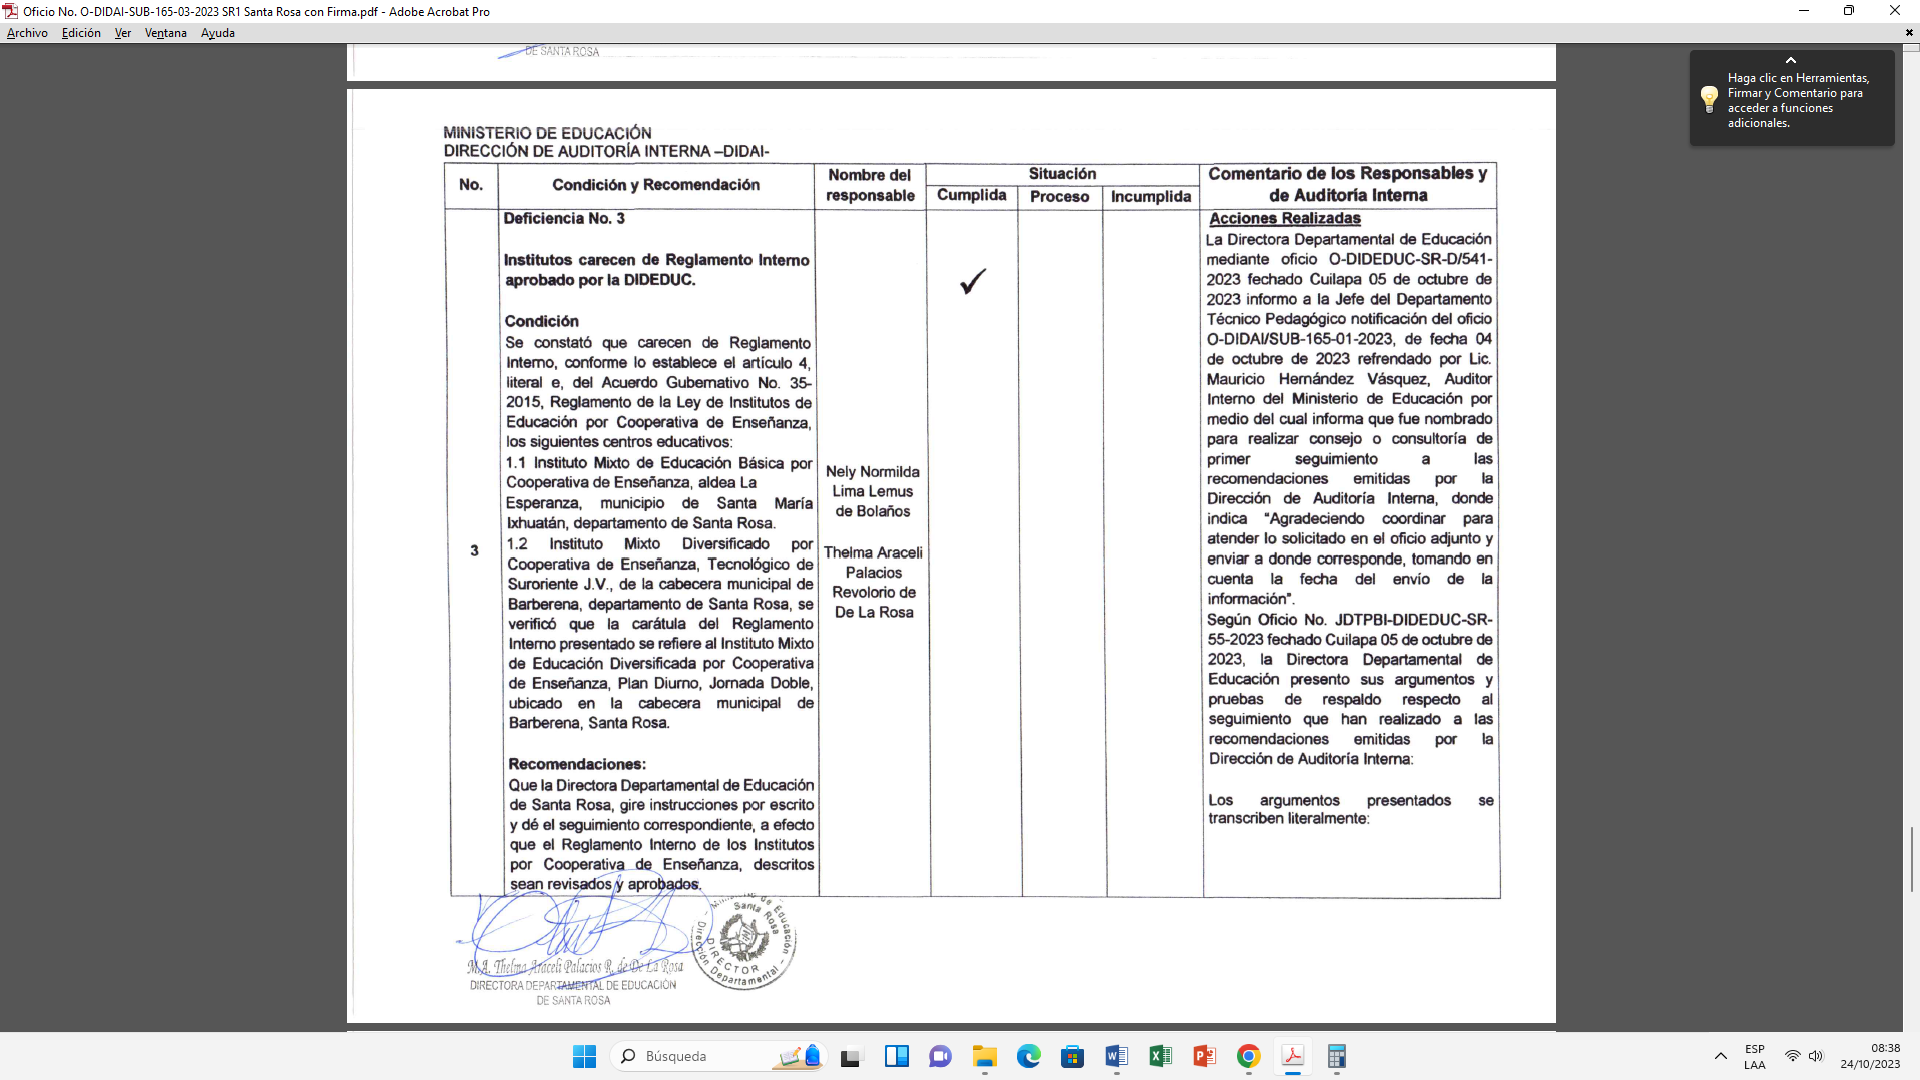 Oficio No. O-DIDAI-SUB-165-03-2023 SR1 Santa Rosa con Firma.pdf - Adobe Acrobat Pro
Archivo Edición Ver Ventana Ayuda
DE SANTA ROSA
Haga clic en Herramientas,
Firmar y Comentario para
acceder a funciones
adicionales.
MINISTERIO DE EDUCACIÓN
DIRECCIÓN DE AUDITORÍA INTERNA –DIDAI-
No.
Condición y Recomendación
Nombre del
responsable
Situación
Cumplida
Proceso
Incumplida
Comentario de los Responsables y
de Auditoría Interna
3
Deficiencia No. 3
Institutos carecen de Reglamento Interno
aprobado por la DIDEDUC.
Condición
Se constató que carecen de Reglamento
Interno, conforme lo establece el artículo 4,
literal e, del Acuerdo Gubernativo No. 35-
2015, Reglamento de la Ley de Institutos de
Educación por Cooperativa de Enseñanza,
los siguientes centros educativos:
1.1 Instituto Mixto de Educación Básica por
Cooperativa de Enseñanza, aldea La
Esperanza, municipio de Santa María
Ixhuatán, departamento de Santa Rosa.
1.2 Instituto Mixto Diversificado por
Cooperativa de Enseñanza, Tecnológico de
Suroriente J.V., de la cabecera municipal de
Barberena, departamento de Santa Rosa, se
verificó que la carátula del Reglamento
Interno presentado se refiere al Instituto Mixto
de Educación Diversificada por Cooperativa
de Enseñanza, Plan Diurno, Jornada Doble,
ubicado en la cabecera municipal de
Barberena, Santa Rosa.
Recomendaciones:
Que la Directora Departamental de Educación
de Santa Rosa, gire instrucciones por escrito
y dé el seguimiento correspondiente, a efecto
que el Reglamento Interno de los Institutos
por Cooperativa de Enseñanza, descritos
sean revisados y aprobados.
Nely Normilda
Lima Lemus
de Bolaños
Thelma Araceli
Palacios
Revolorio de
De La Rosa
✓
Acciones Realizadas
La Directora Departamental de Educación
mediante oficio O-DIDEDUC-SR-D/541-
2023 fechado Cuilapa 05 de octubre de
2023 informo a la Jefe del Departamento
Técnico Pedagógico notificación del oficio
O-DIDAI/SUB-165-01-2023, de fecha 04
de octubre de 2023 refrendado por Lic.
Mauricio Hernández Vásquez, Auditor
Interno del Ministerio de Educación por
medio del cual informa que fue nombrado
para realizar consejo o consultoría de
primer seguimiento a las
recomendaciones emitidas por la
Dirección de Auditoría Interna, donde
indica “Agradeciendo coordinar para
atender lo solicitado en el oficio adjunto y
enviar a donde corresponde, tomando en
cuenta la fecha del envío de la
información”.
Según Oficio No. JDTPBI-DIDEDUC-SR-
55-2023 fechado Cuilapa 05 de octubre de
2023, la Directora Departamental de
Educación presento sus argumentos y
pruebas de respaldo respecto al
seguimiento que han realizado a las
recomendaciones emitidas por la
Dirección de Auditoría Interna:
Los argumentos presentados se
transcriben literalmente:
M.A. Thelma Araceli Palacios R. de De La Rosa
DIRECTORA DEPARTAMENTAL DE EDUCACIÓN
DE SANTA ROSA
Ministerio de Educación
Santa Rosa
DIRECTOR
Dirección Departamental
Búsqueda
ESP
LAA
08:38
24/10/2023